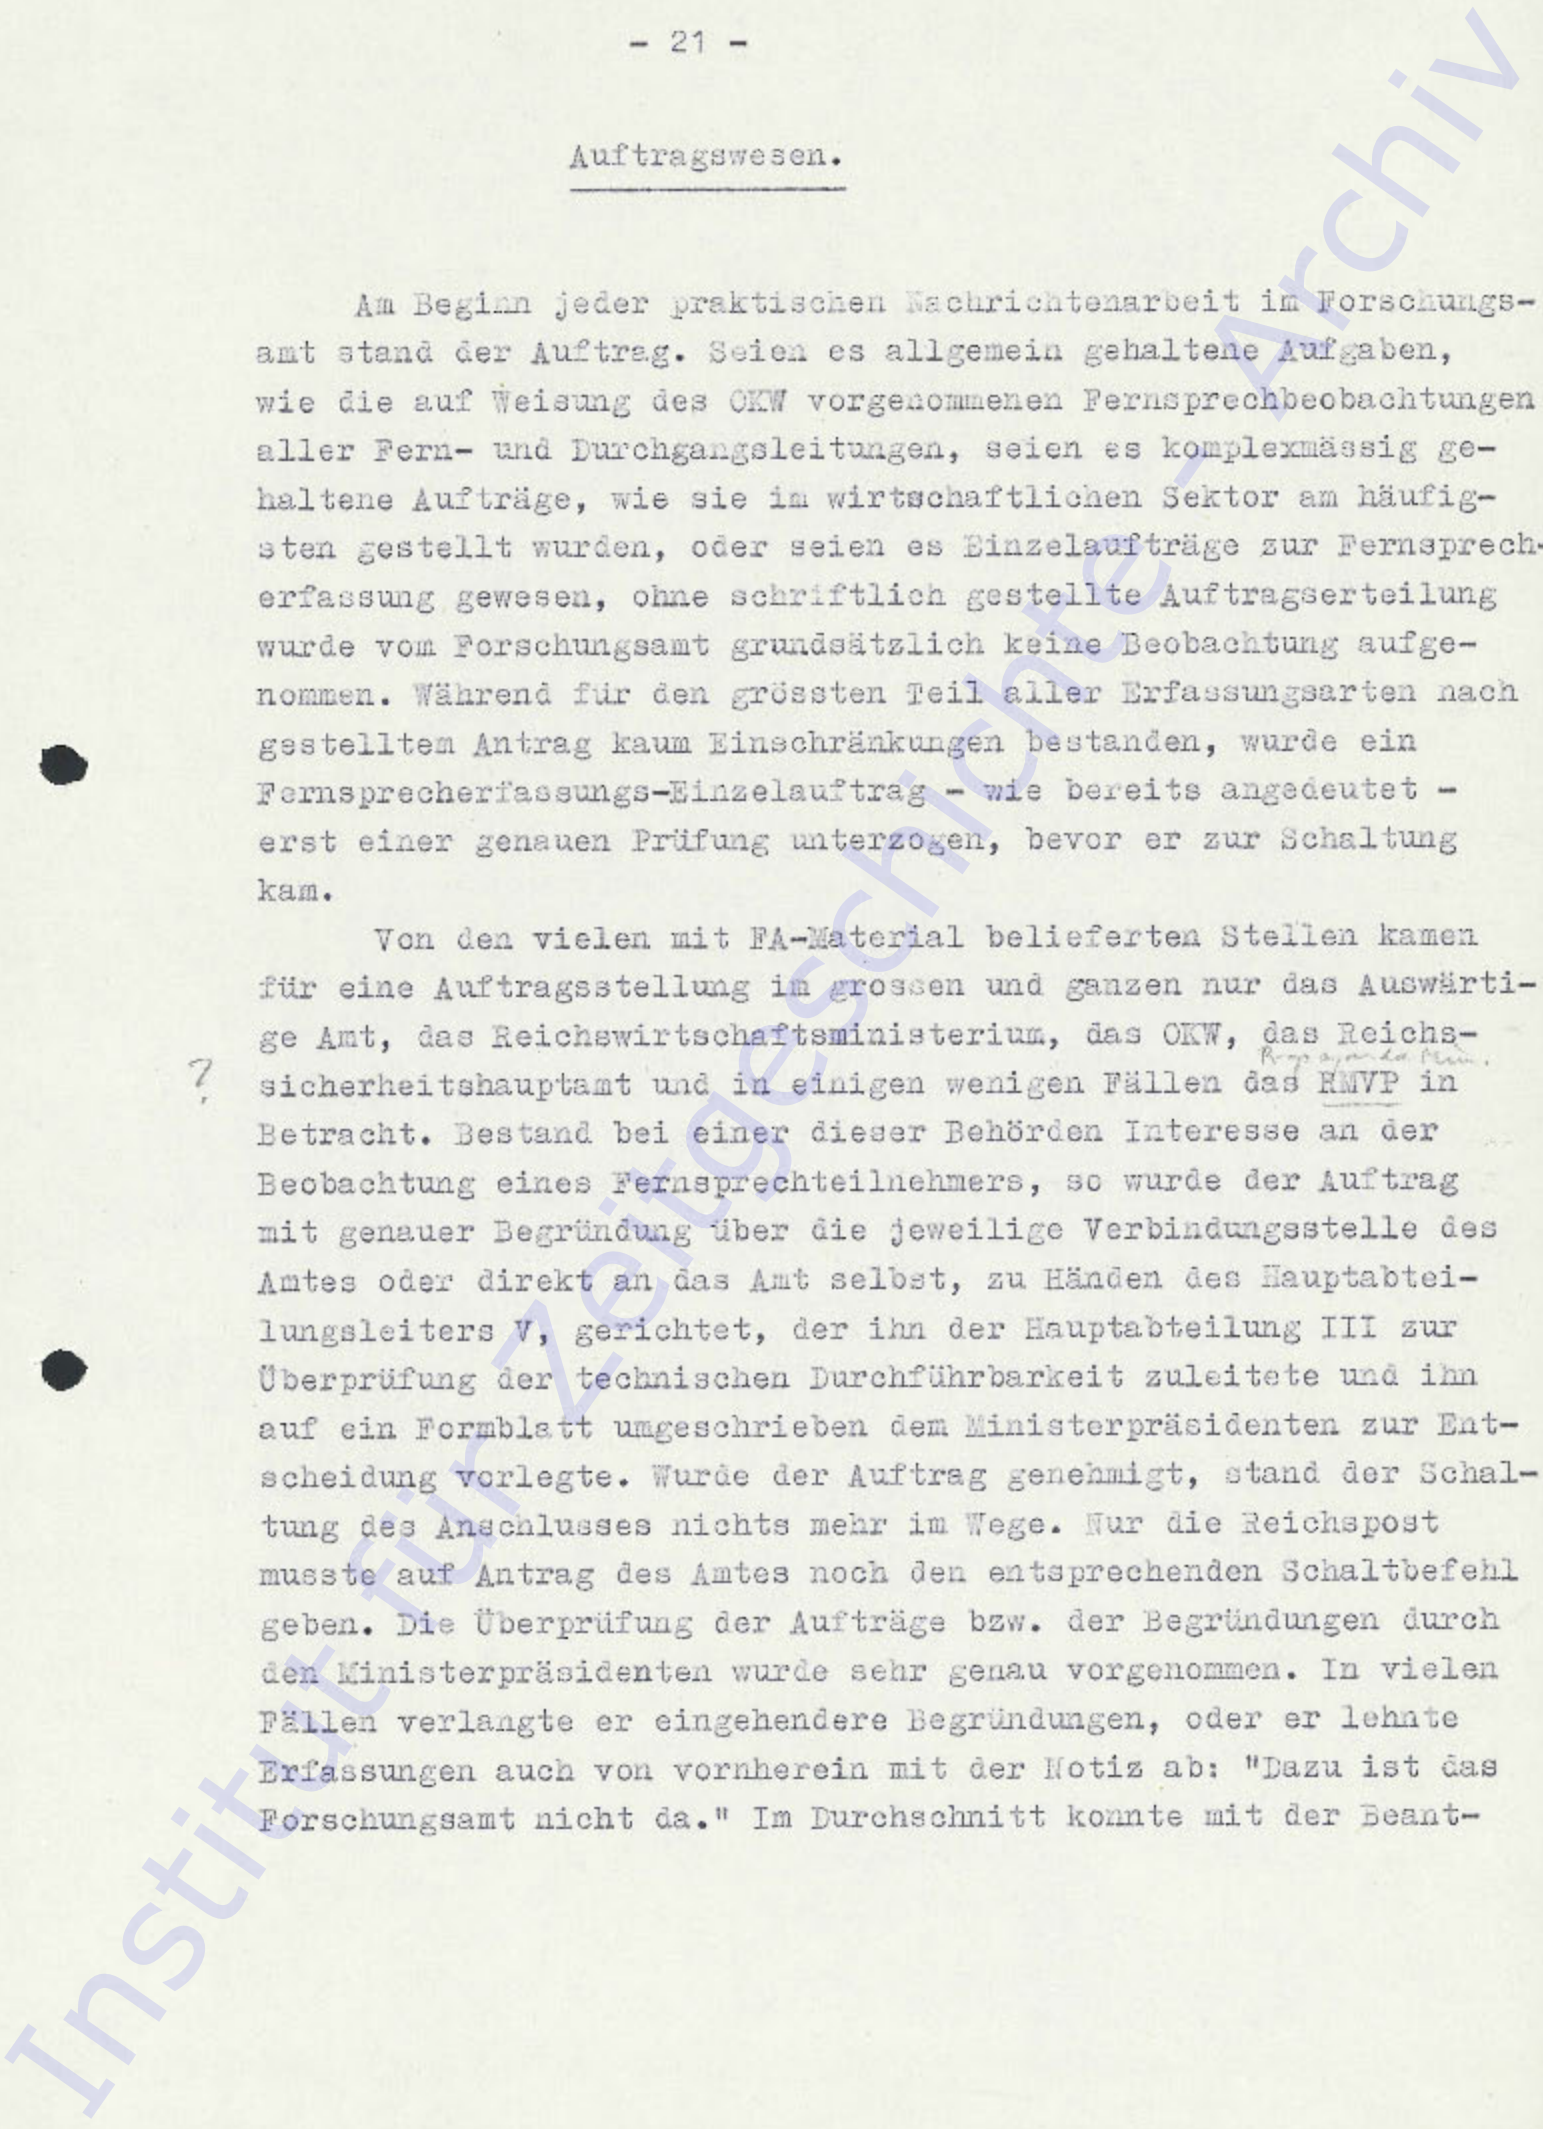 - 21 -
Auftragswesen.
Am Beginn jeder praktischen Nachrichtenarbeit im Forschungs-
amt stand der Auftrag. Seien es allgemein gehaltene Aufgaben,
wie die auf Weisung des OKW vorgenommenen Fernsprechbeobachtungen
aller Fern- und Durchgangsleitungen, seien es komplexmässig ge-
haltene Aufträge, wie sie im wirtschaftlichen Sektor am häufig-
sten gestellt wurden, oder seien es Einzelaufträge zur Fernsprech-
erfassung gewesen, ohne schriftlich gestellte Auftragserteilung
wurde vom Forschungsamt grundsätzlich keine Beobachtung aufge-
nommen. Während für den grössten Teil aller Erfassungsarten nach
gestelltem Antrag kaum Einschränkungen bestanden, wurde ein
Fernsprecherfassungs-Einzelauftrag - wie bereits angedeutet -
erst einer genauen Prüfung unterzogen, bevor er zur Schaltung
kam.
Von den vielen mit FA-Material belieferten Stellen kamen
für eine Auftragsstellung im grossen und ganzen nur das Auswärti-
ge Amt, das Reichswirtschaftsministerium, das OKW, das Reichs-
Propaganda Min.
? sicherheitshauptamt und in einigen wenigen Fällen das RMVP in
Betracht. Bestand bei einer dieser Behörden Interesse an der
Beobachtung eines Fernsprechteilnehmers, so wurde der Auftrag
mit genauer Begründung über die jeweilige Verbindungsstelle des
Amtes oder direkt an das Amt selbst, zu Händen des Hauptabtei-
lungsleiters V, gerichtet, der ihn der Hauptabteilung III zur
Überprüfung der technischen Durchführbarkeit zuleitete und ihn
auf ein Formblatt umgeschrieben dem Ministerpräsidenten zur Ent-
scheidung vorlegte. Wurde der Auftrag genehmigt, stand der Schal-
tung des Anschlusses nichts mehr im Wege. Nur die Reichspost
musste auf Antrag des Amtes noch den entsprechenden Schaltbefehl
geben. Die Überprüfung der Aufträge bzw. der Begründungen durch
den Ministerpräsidenten wurde sehr genau vorgenommen. In vielen
Fällen verlangte er eingehendere Begründungen, oder er lehnte
Erfassungen auch von vornherein mit der Notiz ab: "Dazu ist das
Forschungsamt nicht da." Im Durchschnitt konnte mit der Beant-
Institut für Zeitgeschichte - Archiv